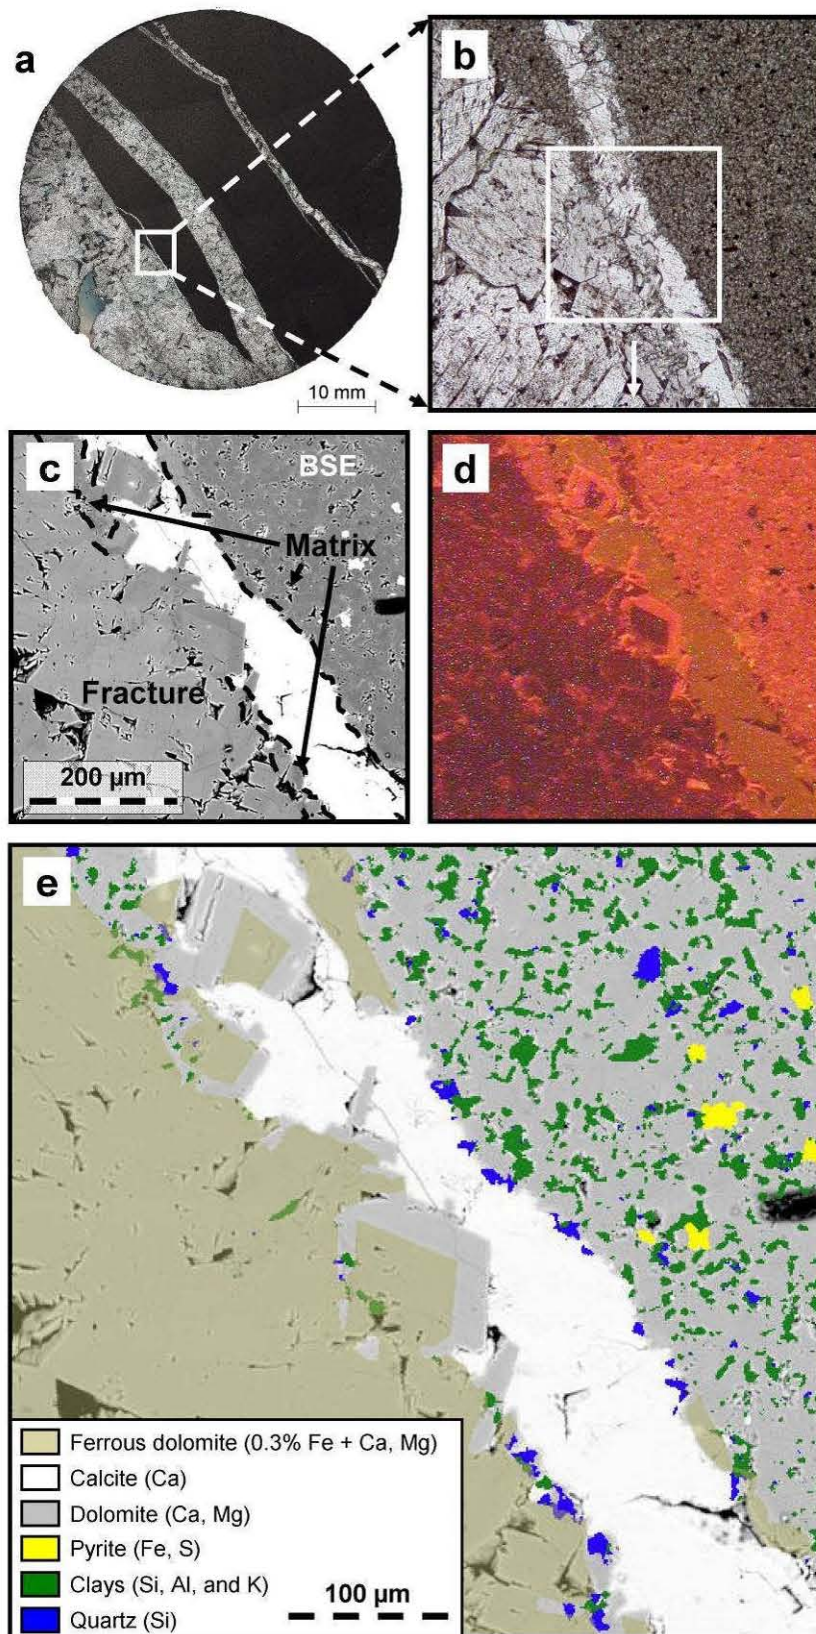 a
b
10 mm
c
BSE
Matrix
Fracture
200 µm
d
e
Ferrous dolomite (0.3% Fe + Ca, Mg)
Calcite (Ca)
Dolomite (Ca, Mg)
Pyrite (Fe, S)
Clays (Si, Al, and K)
Quartz (Si)
100 µm